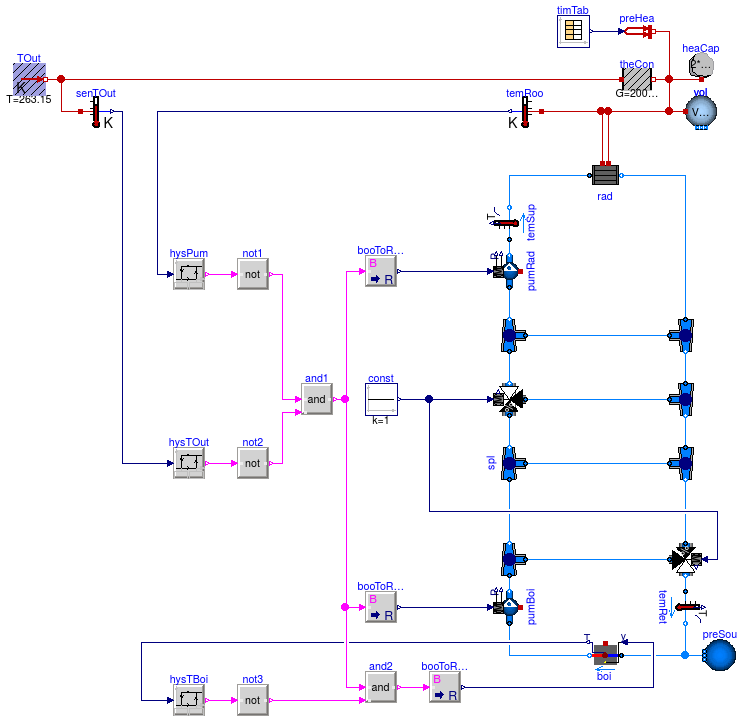 timTab
preHea
TOut
K
T=263.15
theCon
G=200...
heaCap
2*...
senTOut
K
temRoo
K
vol
V...
rad
T
temSup
hysPum
not1
not
booToR...
B
R
pumRad
and1
and
const
k=1
hysTOut
not2
not
spl
booToR...
B
R
pumBoi
temRet
T
preSou
T
y
boi
hysTBoi
not3
not
and2
and
booToR...
B
R